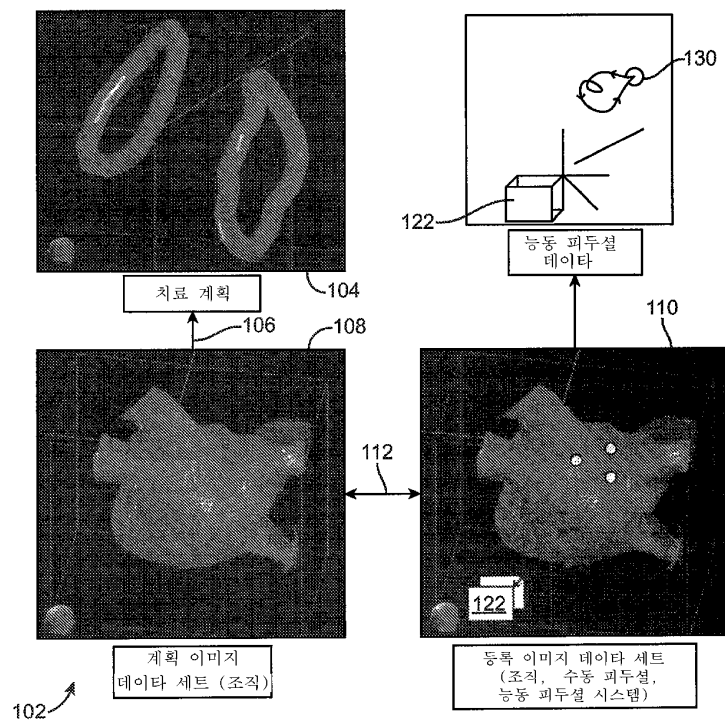 130
122
능동 피두셜
데이타
치료 계획
104
106
108
110
112
122
계획 이미지
데이타 세트 (조직)
등록 이미지 데이타 세트
(조직, 수동 피두셜,
능동 피두셜 시스템)
102